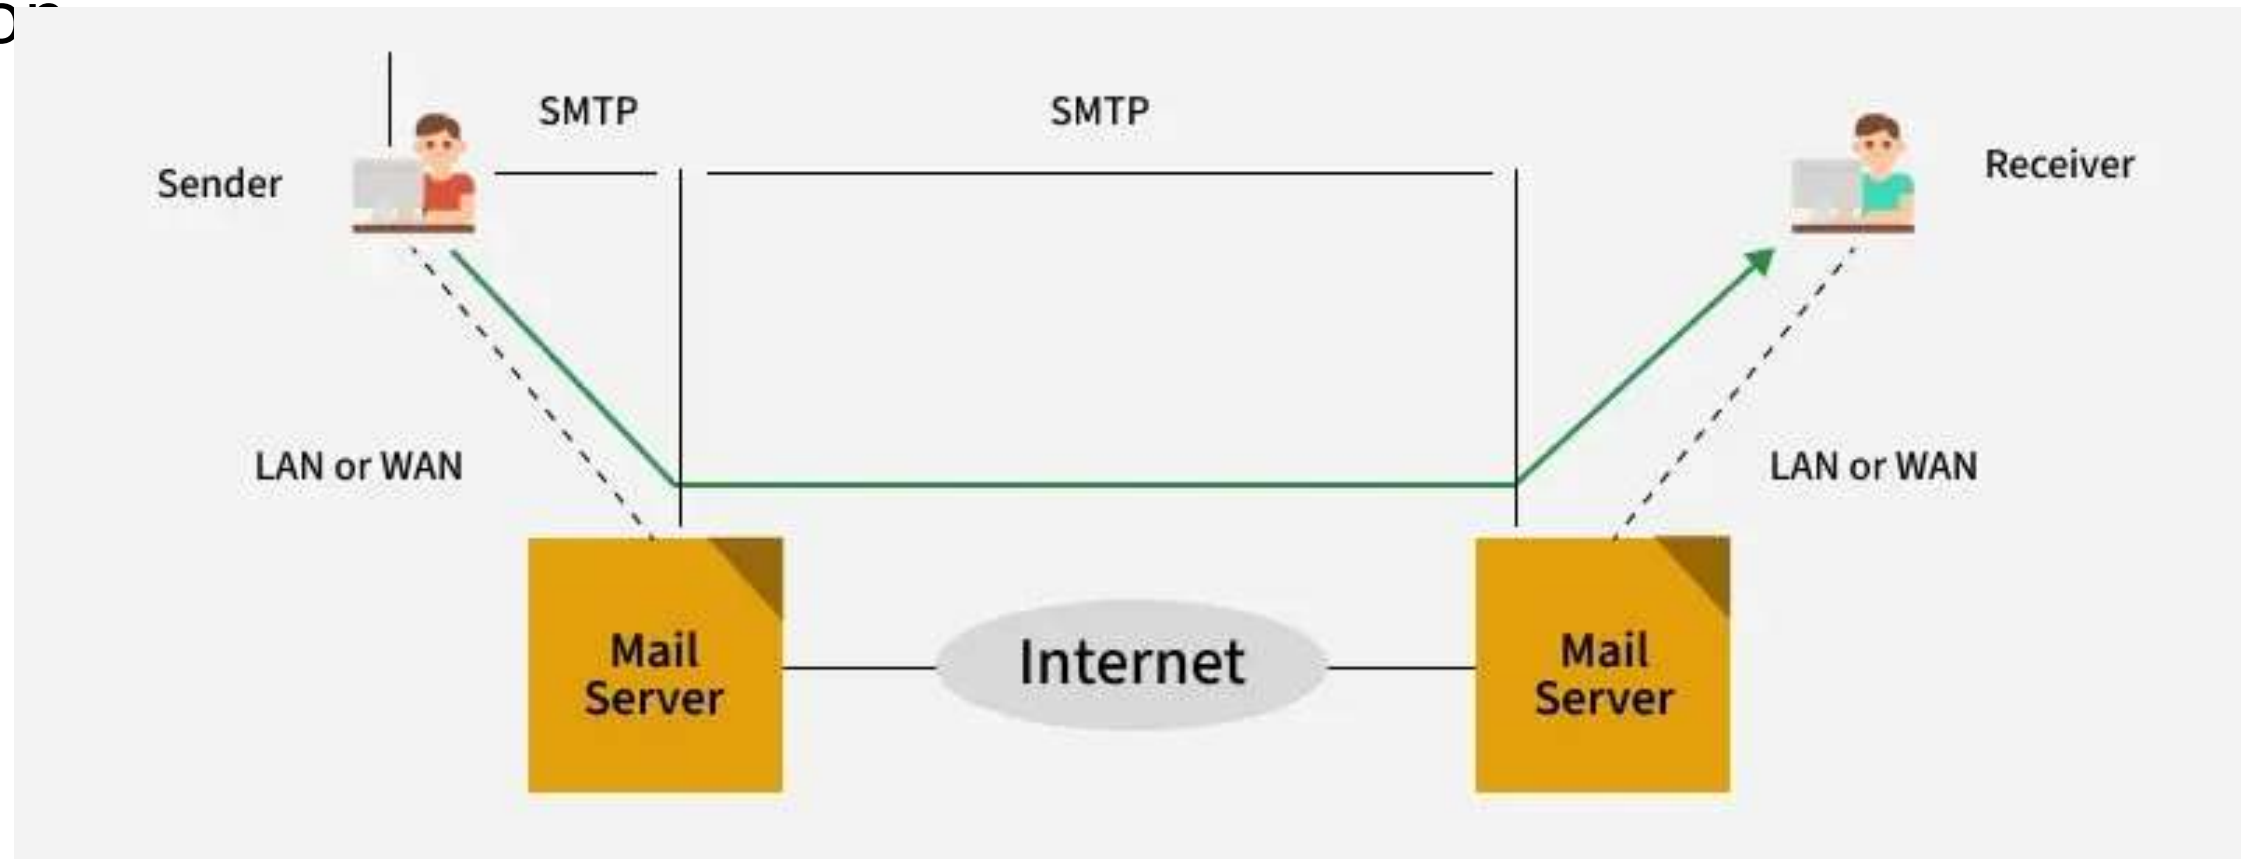 SMTP
SMTP
Sender
Receiver
LAN or WAN
LAN or WAN
Mail
Server
Internet
Mail
Server